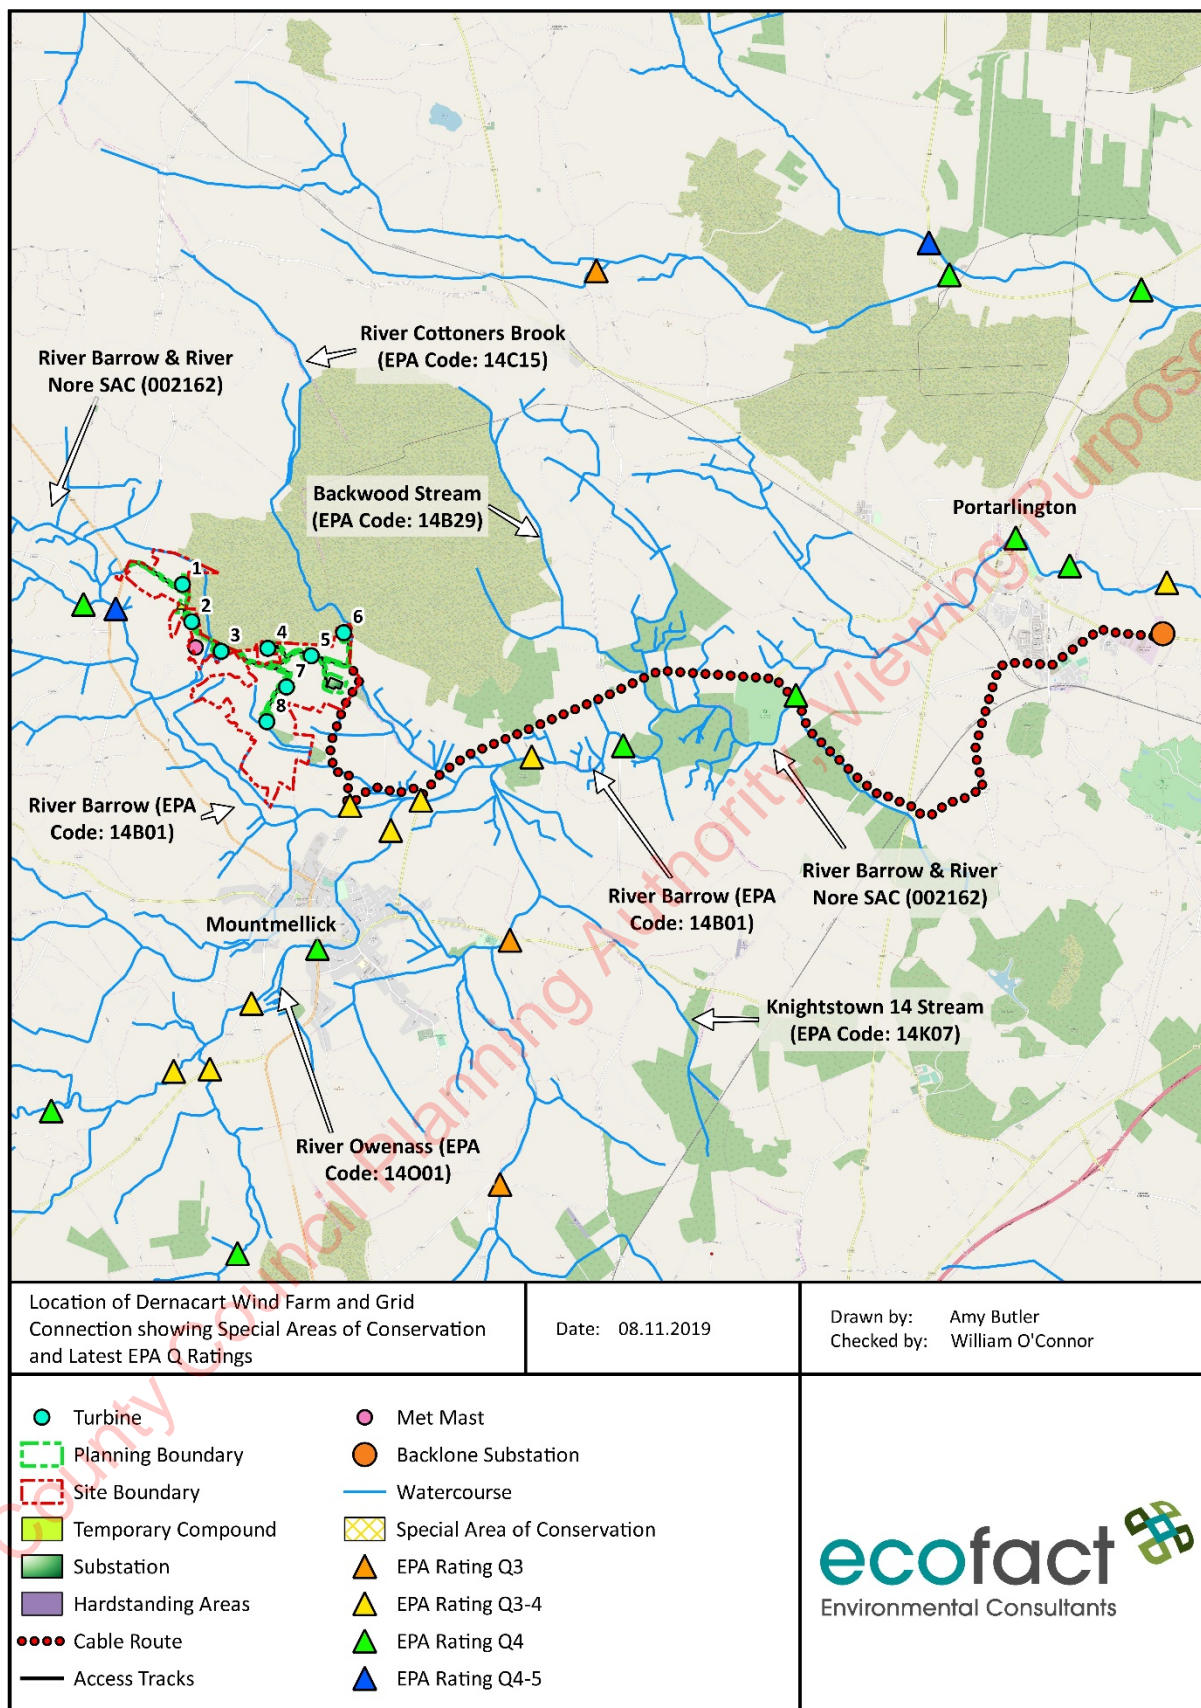 River Cottoners Brook
(EPA Code: 14C15)
River Barrow & River
Nore SAC (002162)
Backwood Stream
(EPA Code: 14B29)
Portarlington
1
2
3
4
5
6
7
8
River Barrow (EPA
Code: 14B01)
River Barrow & River
Nore SAC (002162)
River Barrow (EPA
Code: 14B01)
Mountmellick
Knightstown 14 Stream
(EPA Code: 14K07)
River Owenass (EPA
Code: 14O01)
County Council Planning Authority, Viewing Purpose
Location of Dernacart Wind Farm and Grid
Connection showing Special Areas of Conservation
and Latest EPA Q Ratings
Date: 08.11.2019
Drawn by: Amy Butler
Checked by: William O'Connor
Turbine
Planning Boundary
Site Boundary
Temporary Compound
Substation
Hardstanding Areas
Cable Route
Access Tracks
Met Mast
Backlone Substation
Watercourse
Special Area of Conservation
EPA Rating Q3
EPA Rating Q3-4
EPA Rating Q4
EPA Rating Q4-5
ecofact
Environmental Consultants